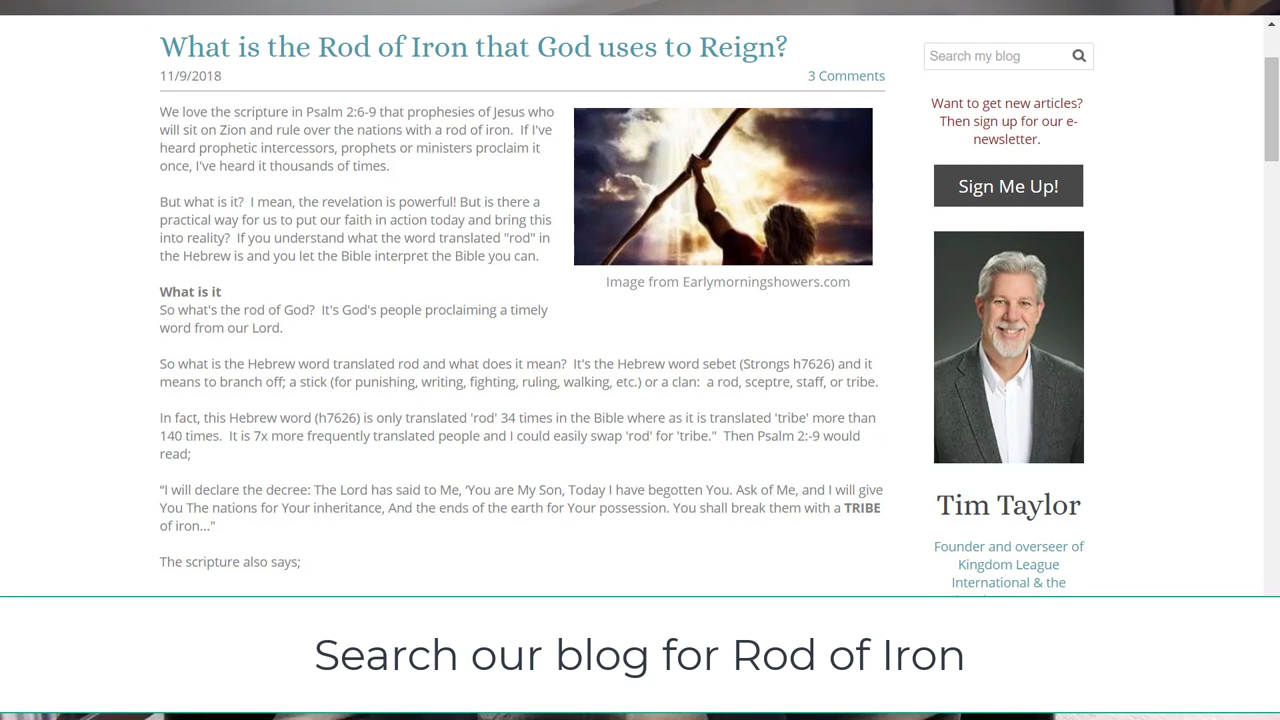 What is the Rod of Iron that God uses to Reign?
11/9/2018
3 Comments
We love the scripture in Psalm 2:6-9 that prophesies of Jesus who
will sit on Zion and rule over the nations with a rod of iron.  If I've
heard prophetic intercessors, prophets or ministers proclaim it
once, I've heard it thousands of times.
But what is it?  I mean, the revelation is powerful! But is there a
practical way for us to put our faith in action today and bring this
into reality?  If you understand what the word translated "rod" in
the Hebrew is and you let the Bible interpret the Bible you can.
Image from Earlymorningshowers.com
What is it
So what's the rod of God?  It's God's people proclaiming a timely
word from our Lord.
So what is the Hebrew word translated rod and what does it mean?  It's the Hebrew word sebet (Strongs h7626) and it
means to branch off; a stick (for punishing, writing, fighting, ruling, walking, etc.) or a clan:  a rod, sceptre, staff, or tribe.
In fact, this Hebrew word (h7626) is only translated 'rod' 34 times in the Bible where as it is translated 'tribe' more than
140 times.  It is 7x more frequently translated people and I could easily swap 'rod' for 'tribe."  Then Psalm 2:-9 would
read;
“I will declare the decree: The Lord has said to Me, ‘You are My Son, Today I have begotten You. Ask of Me, and I will give
You The nations for Your inheritance, And the ends of the earth for Your possession. You shall break them with a TRIBE
of iron..."
The scripture also says;
Search my blog
Want to get new articles?
Then sign up for our e-
newsletter.
Sign Me Up!
Tim Taylor
Founder and overseer of
Kingdom League
International & the
Search our blog for Rod of Iron